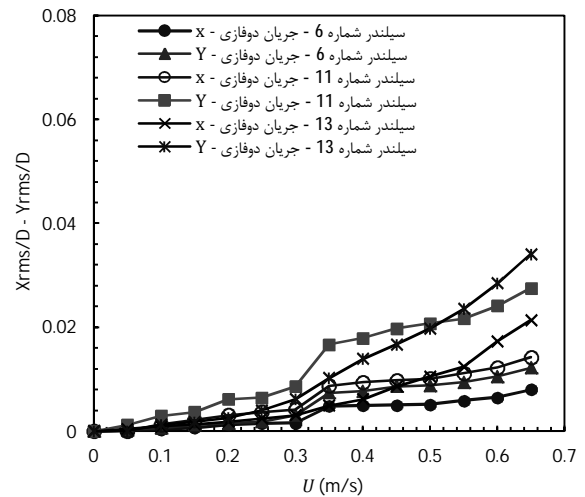 0.08
0.06
0.04
0.02
0
Xrms/D - Yrms/D
سیلندر شماره 6 - جریان دوفازی - x
سیلندر شماره 6 - جریان دوفازی - Y
سیلندر شماره 11 - جریان دوفازی - x
سیلندر شماره 11 - جریان دوفازی - Y
سیلندر شماره 13 - جریان دوفازی - x
سیلندر شماره 13 - جریان دوفازی - Y
0 0.1 0.2 0.3 0.4 0.5 0.6 0.7
U (m/s)